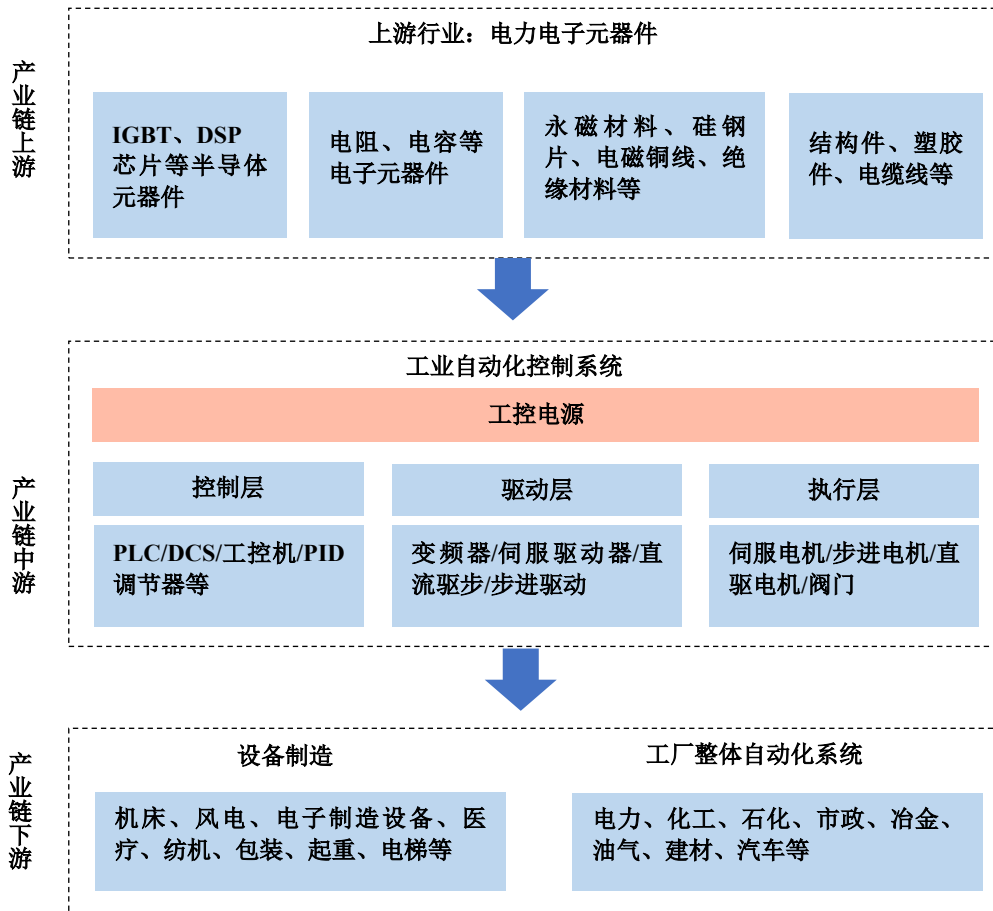 产业链上游
上游行业：电力电子元器件
IGBT、DSP
芯片等半导体
元器件
电阻、电容等
电子元器件
永磁材料、硅钢
片、电磁铜线、绝
缘材料等
结构件、塑胶
件、电缆线等
产业链中游
工业自动化控制系统
工控电源
控制层
驱动层
执行层
PLC/DCS/工控机/PID
调节器等
变频器/伺服驱动器/直
流驱步/步进驱动
伺服电机/步进电机/直
驱电机/阀门
产业链下游
设备制造
工厂整体自动化系统
机床、风电、电子制造设备、医
疗、纺机、包装、起重、电梯等
电力、化工、石化、市政、冶金、
油气、建材、汽车等